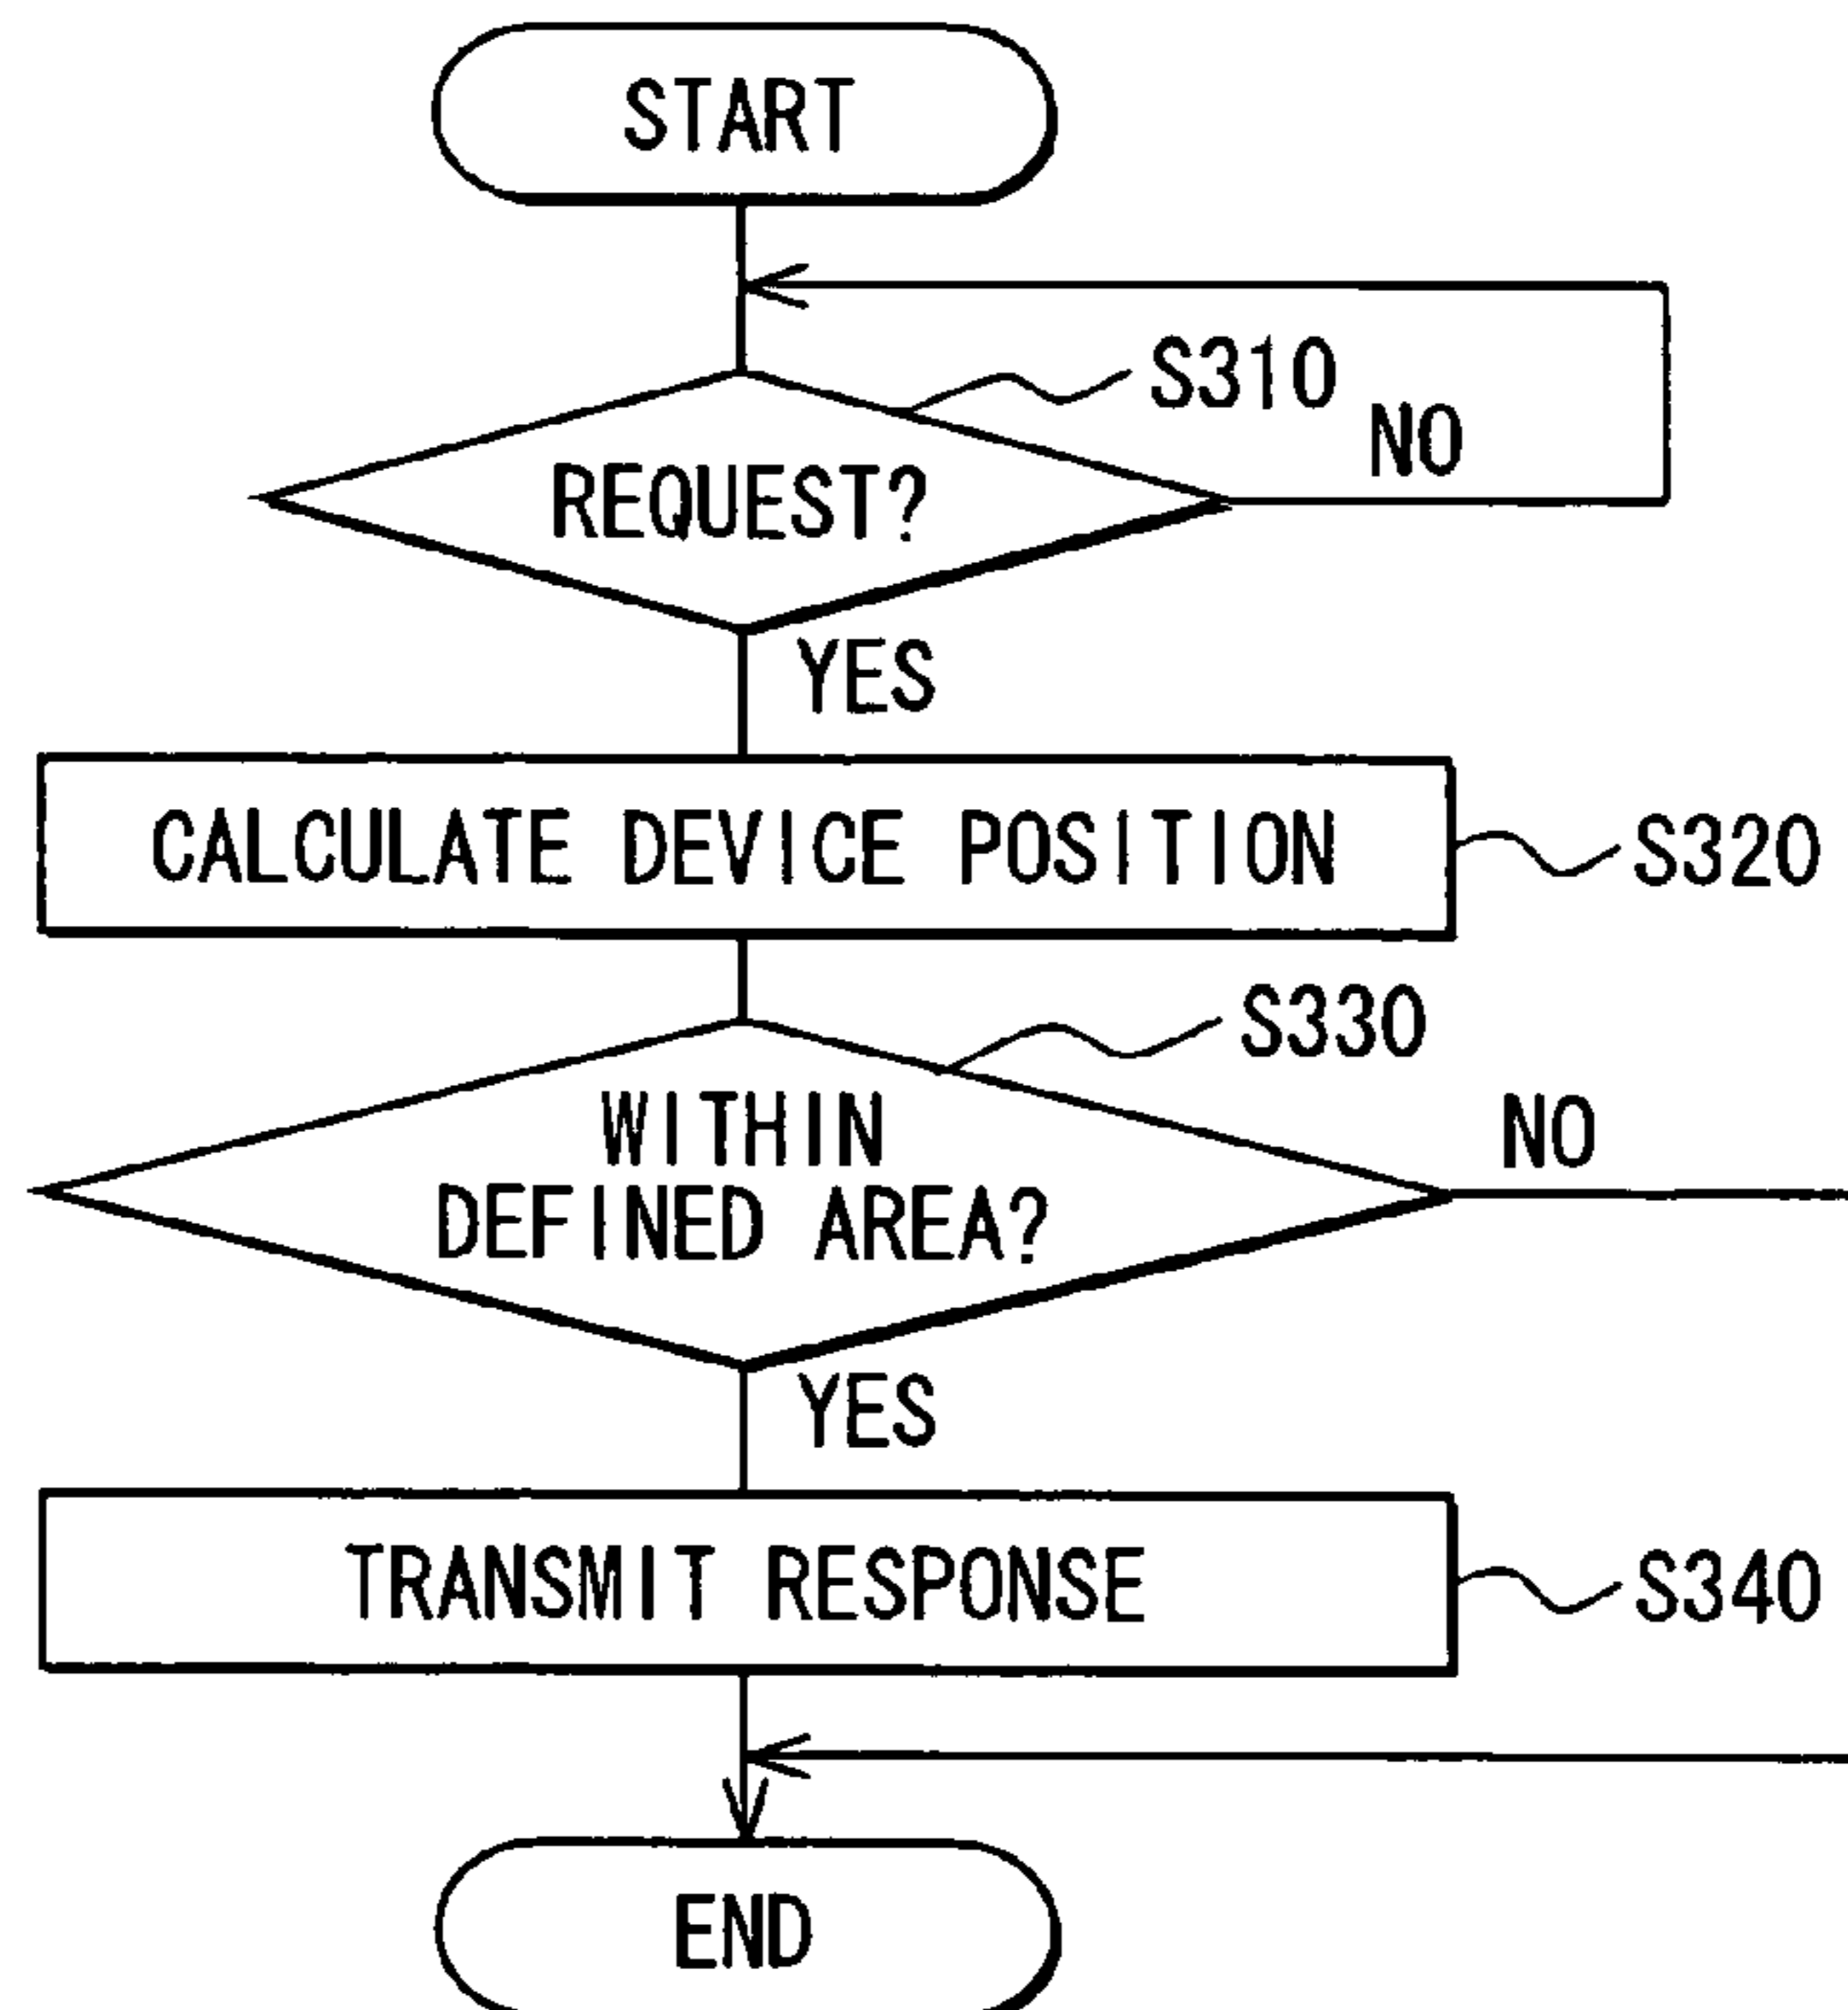 START
S310
NO
REQUEST?
YES
CALCULATE DEVICE POSITION
S320
S330
WITHIN
NO
DEFINED AREA?
YES
TRANSMIT RESPONSE
S340
END